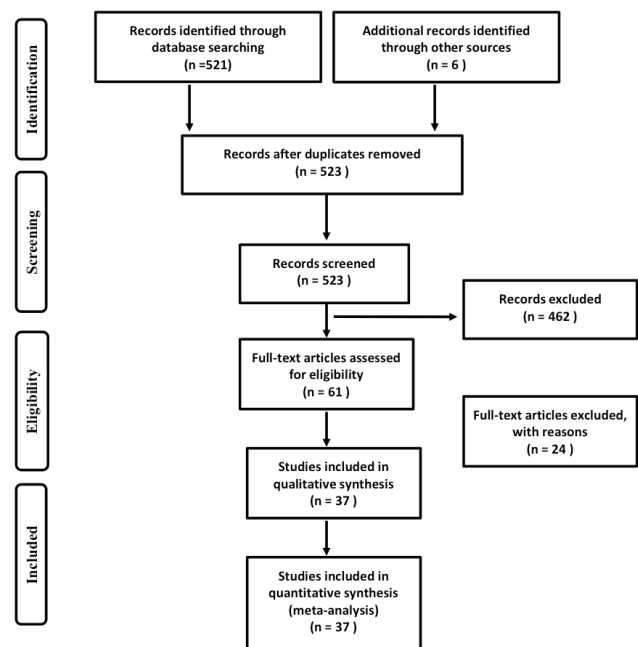 Identification
Records identified through
database searching
(n =521)
Additional records identified
through other sources
(n = 6 )
Records after duplicates removed
(n = 523 )
Screening
Records screened
(n = 523 )
Records excluded
(n = 462 )
Eligibility
Full-text articles assessed
for eligibility
(n = 61 )
Full-text articles excluded,
with reasons
(n = 24 )
Studies included in
qualitative synthesis
(n = 37 )
Included
Studies included in
quantitative synthesis
(meta-analysis)
(n = 37 )